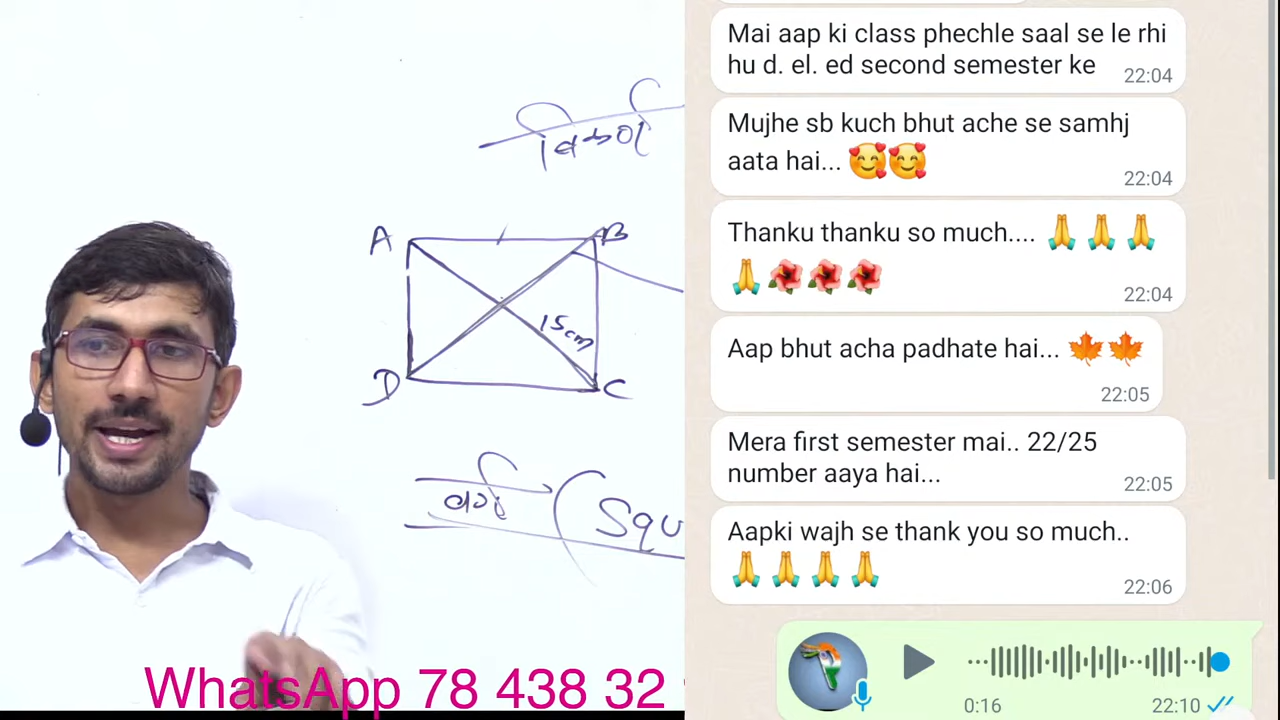 विकर्ण
A
B
15cm
D
C
वर्ग (Squ
WhatsApp 78 438 32
Mai aap ki class phechle saal se le rhi
hu d. el. ed second semester ke
22:04
Mujhe sb kuch bhut ache se samhj
aata hai... 🥰🥰
22:04
Thanku thanku so much.... 🙏🙏🙏
🙏🌺🌺🌺
22:04
Aap bhut acha padhate hai... 🍁🍁
22:05
Mera first semester mai.. 22/25
number aaya hai...
22:05
Aapki wajh se thank you so much..
🙏🙏🙏🙏
22:06
0:16
22:10